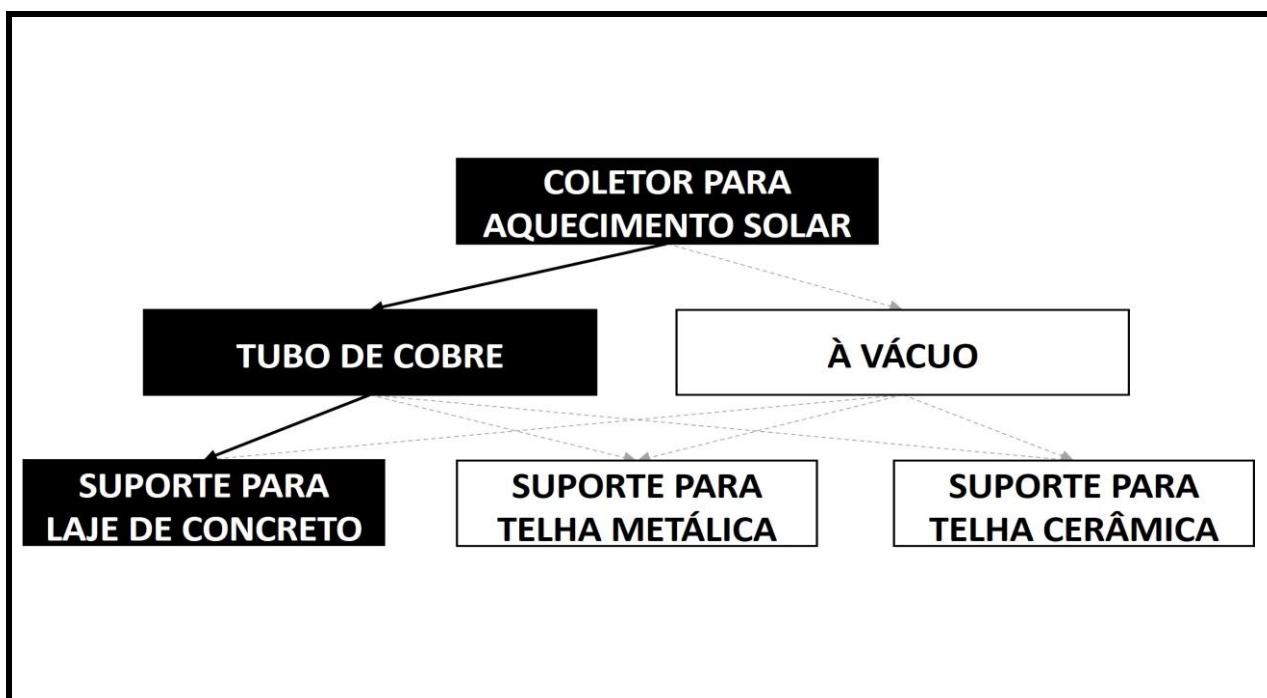 COLETOR PARA
AQUECIMENTO SOLAR
TUBO DE COBRE
À VÁCUO
SUPORTE PARA
LAJE DE CONCRETO
SUPORTE PARA
TELHA METÁLICA
SUPORTE PARA
TELHA CERÂMICA